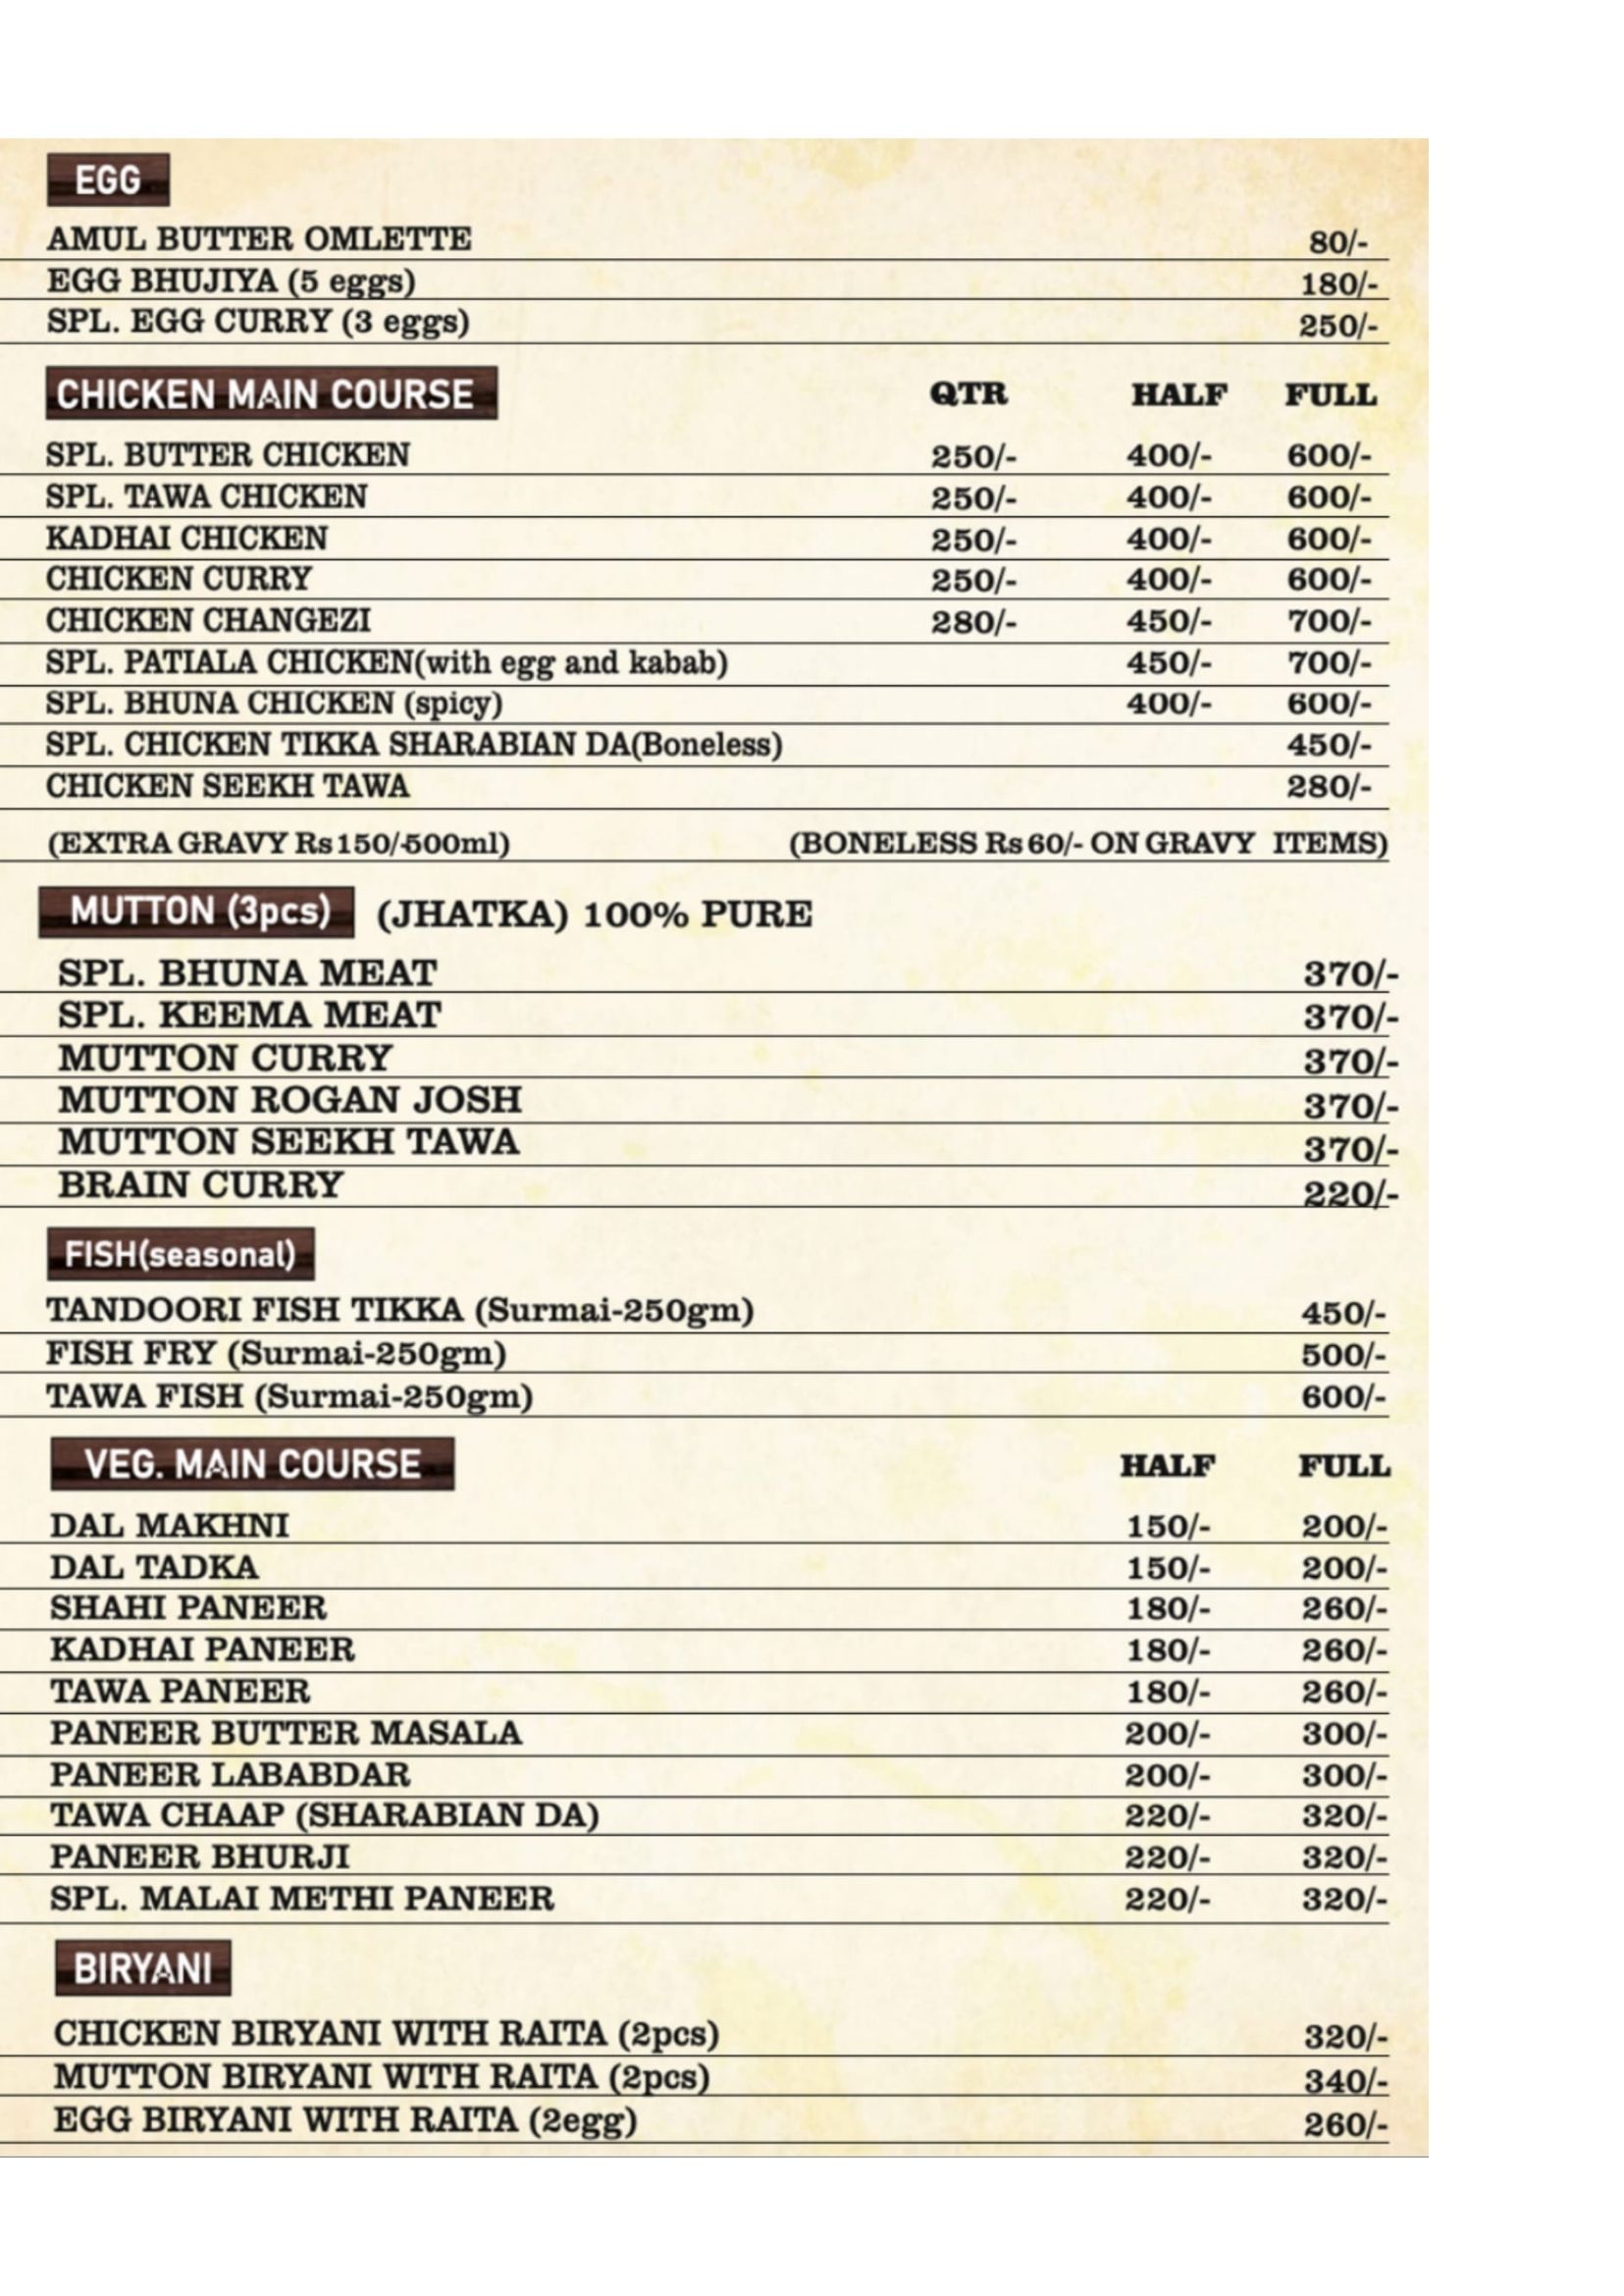 EGG
AMUL BUTTER OMLETTE 80/-
EGG BHUJIYA (5 eggs) 180/-
SPL. EGG CURRY (3 eggs) 250/-
CHICKEN MAIN COURSE QTR HALF FULL
SPL. BUTTER CHICKEN 250/- 400/- 600/-
SPL. TAWA CHICKEN 250/- 400/- 600/-
KADHAI CHICKEN 250/- 400/- 600/-
CHICKEN CURRY 250/- 400/- 600/-
CHICKEN CHANGEZI 280/- 450/- 700/-
SPL. PATIALA CHICKEN(with egg and kabab) 450/- 700/-
SPL. BHUNA CHICKEN (spicy) 400/- 600/-
SPL. CHICKEN TIKKA SHARABIAN DA(Boneless) 450/-
CHICKEN SEEKH TAWA 280/-
(EXTRA GRAVY Rs 150/-500ml) (BONELESS Rs 60/- ON GRAVY ITEMS)
MUTTON (3pcs) (JHATKA) 100% PURE
SPL. BHUNA MEAT 370/-
SPL. KEEMA MEAT 370/-
MUTTON CURRY 370/-
MUTTON ROGAN JOSH 370/-
MUTTON SEEKH TAWA 370/-
BRAIN CURRY 220/-
FISH(seasonal)
TANDOORI FISH TIKKA (Surmai-250gm) 450/-
FISH FRY (Surmai-250gm) 500/-
TAWA FISH (Surmai-250gm) 600/-
VEG. MAIN COURSE HALF FULL
DAL MAKHNI 150/- 200/-
DAL TADKA 150/- 200/-
SHAHI PANEER 180/- 260/-
KADHAI PANEER 180/- 260/-
TAWA PANEER 180/- 260/-
PANEER BUTTER MASALA 200/- 300/-
PANEER LABABDAR 200/- 300/-
TAWA CHAAP (SHARABIAN DA) 220/- 320/-
PANEER BHURJI 220/- 320/-
SPL. MALAI METHI PANEER 220/- 320/-
BIRYANI
CHICKEN BIRYANI WITH RAITA (2pcs) 320/-
MUTTON BIRYANI WITH RAITA (2pcs) 340/-
EGG BIRYANI WITH RAITA (2egg) 260/-